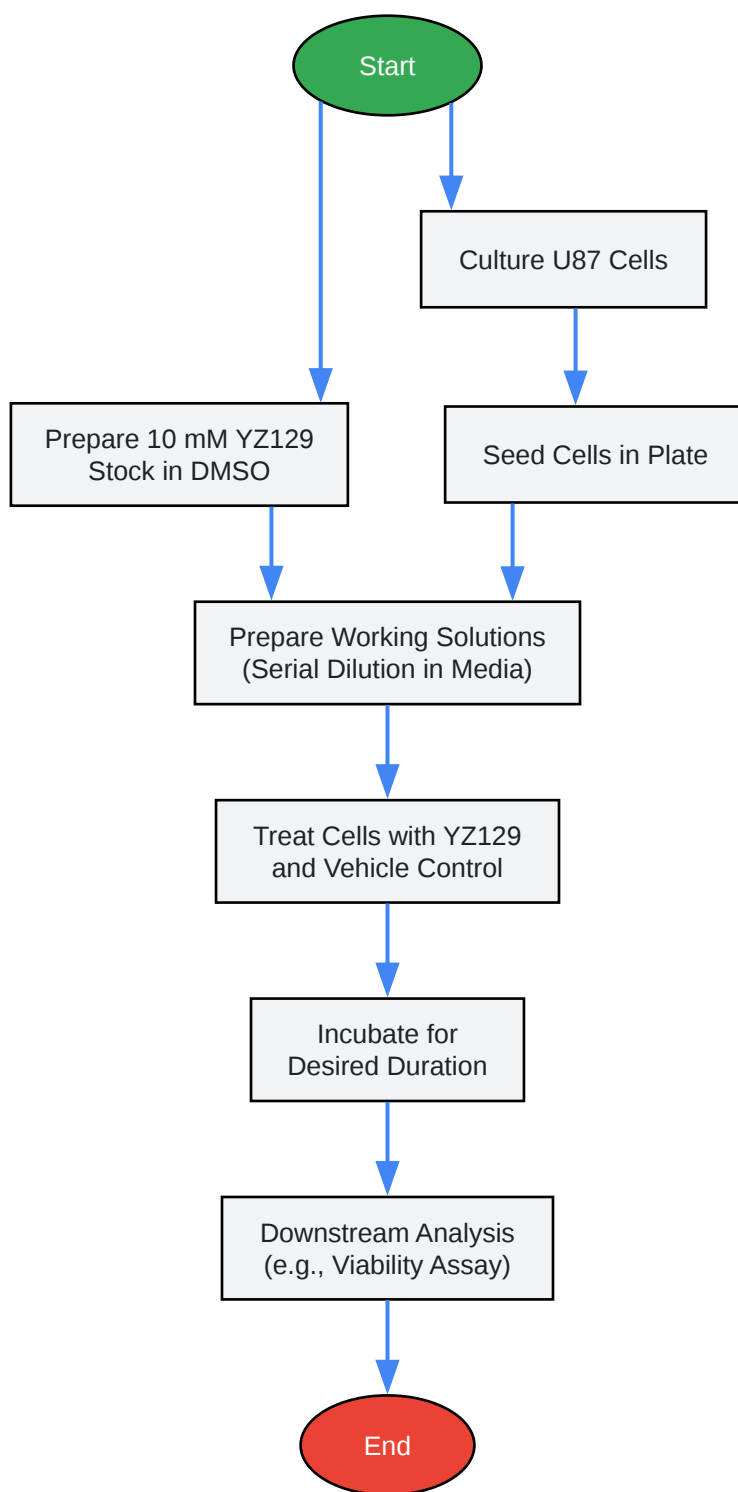 Start
Culture U87 Cells
Prepare 10 mM YZ129
Stock in DMSO
Seed Cells in Plate
Prepare Working Solutions
(Serial Dilution in Media)
Treat Cells with YZ129
and Vehicle Control
Incubate for
Desired Duration
Downstream Analysis
(e.g., Viability Assay)
End